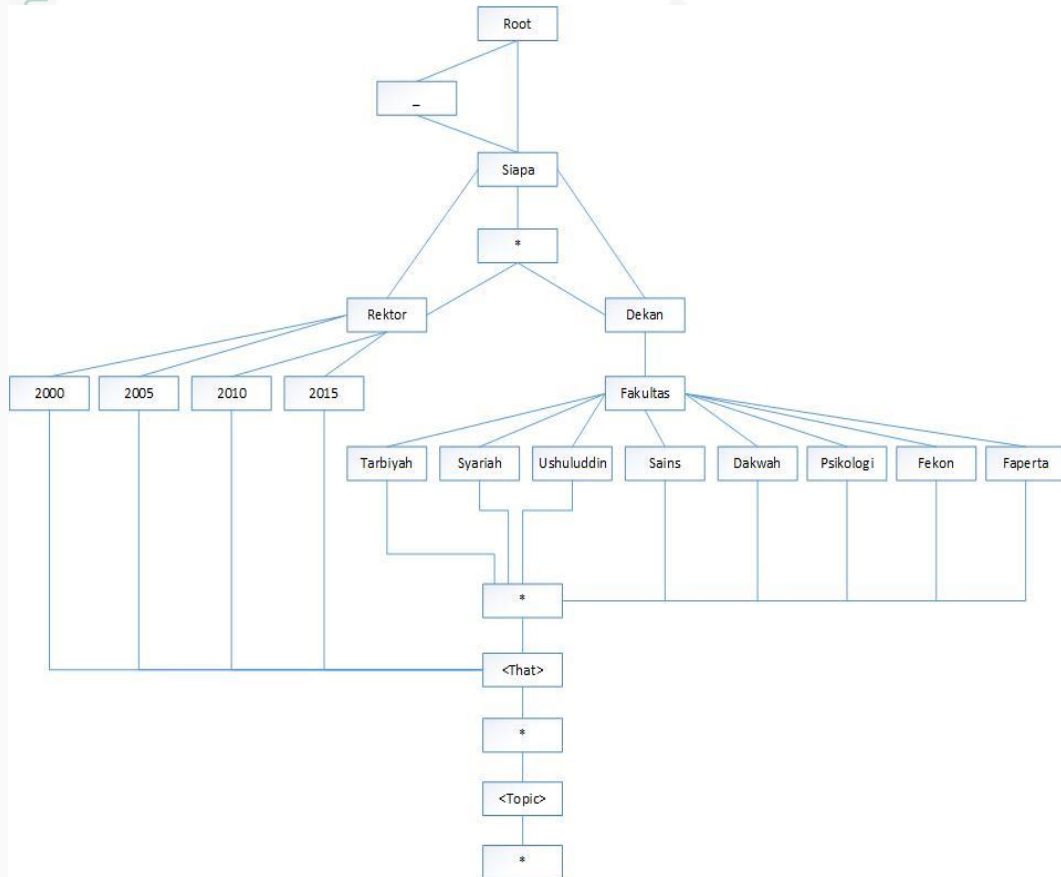 Root
_
Siapa
*
Rektor
Dekan
2000
2005
2010
2015
Fakultas
Tarbiyah
Syariah
Ushuluddin
Sains
Dakwah
Psikologi
Fekon
Faperta
*
<That>
*
<Topic>
*